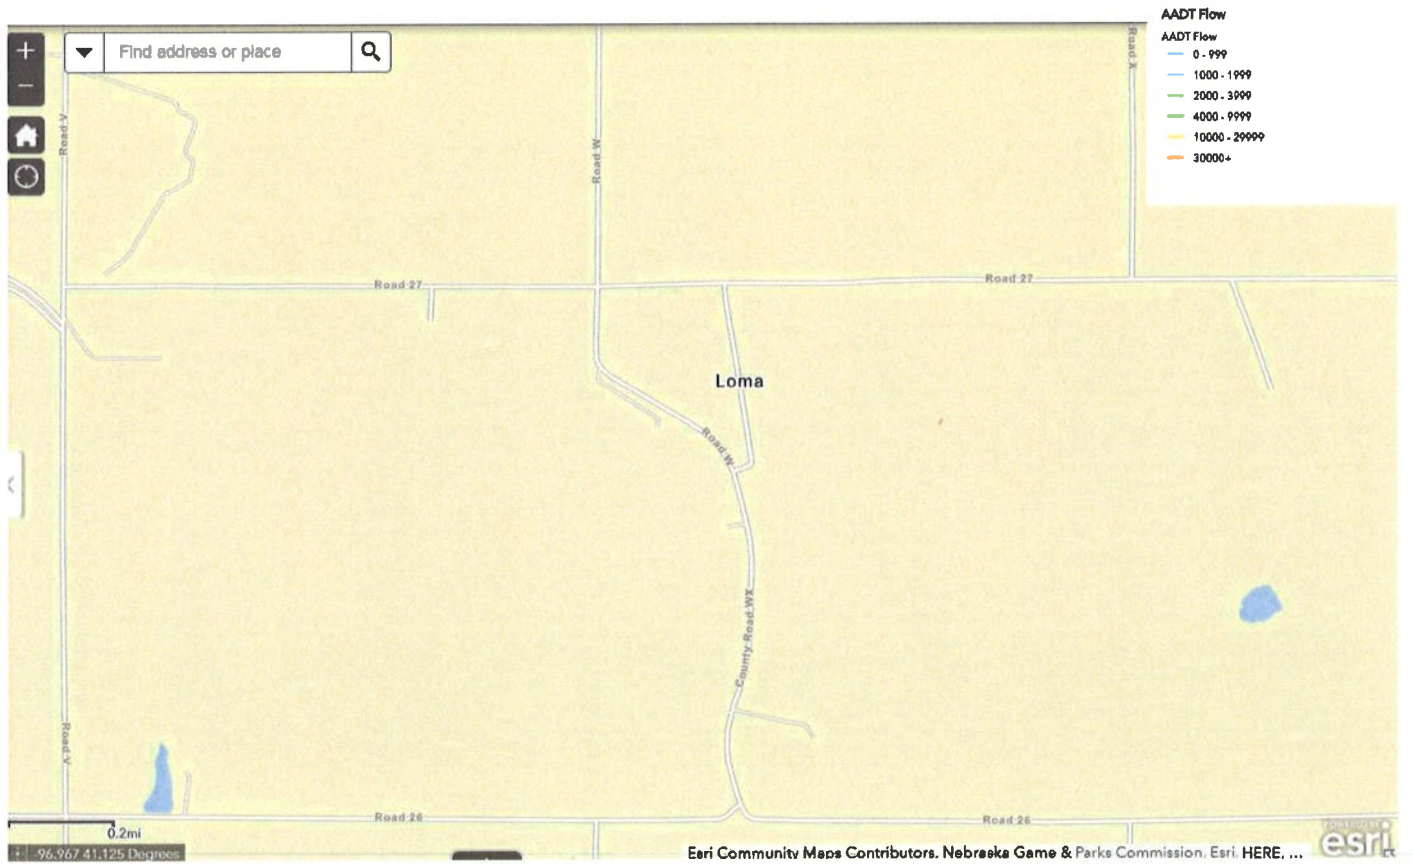 AADT Flow
AADT Flow
0 - 999
1000 - 1999
2000 - 3999
4000 - 9999
10000 - 29999
30000+
Find address or place
Road V
Road W
Road X
Road 27
Road 27
Loma
Road W
County Road WX
Road V
Road 26
Road 26
0.2mi
-96.967 41.125 Degrees
Esri Community Maps Contributors, Nebraska Game & Parks Commission, Esri, HERE, ...
POWERED BY
esri